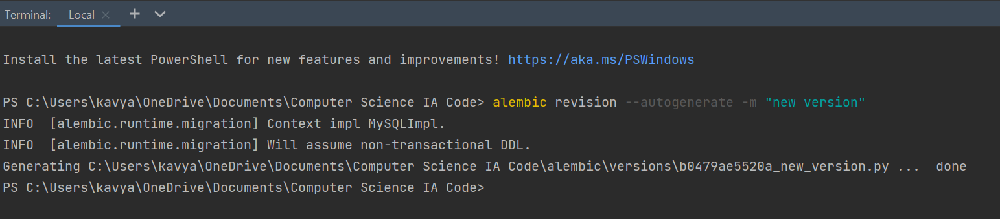 Terminal: Local
Install the latest PowerShell for new features and improvements! https://aka.ms/PSWindows
PS C:\Users\kavya\OneDrive\Documents\Computer Science IA Code> alembic revision --autogenerate -m "new version"
INFO  [alembic.runtime.migration] Context impl MySQLImpl.
INFO  [alembic.runtime.migration] Will assume non-transactional DDL.
Generating C:\Users\kavya\OneDrive\Documents\Computer Science IA Code\alembic\versions\b0479ae5520a_new_version.py ...  done
PS C:\Users\kavya\OneDrive\Documents\Computer Science IA Code>